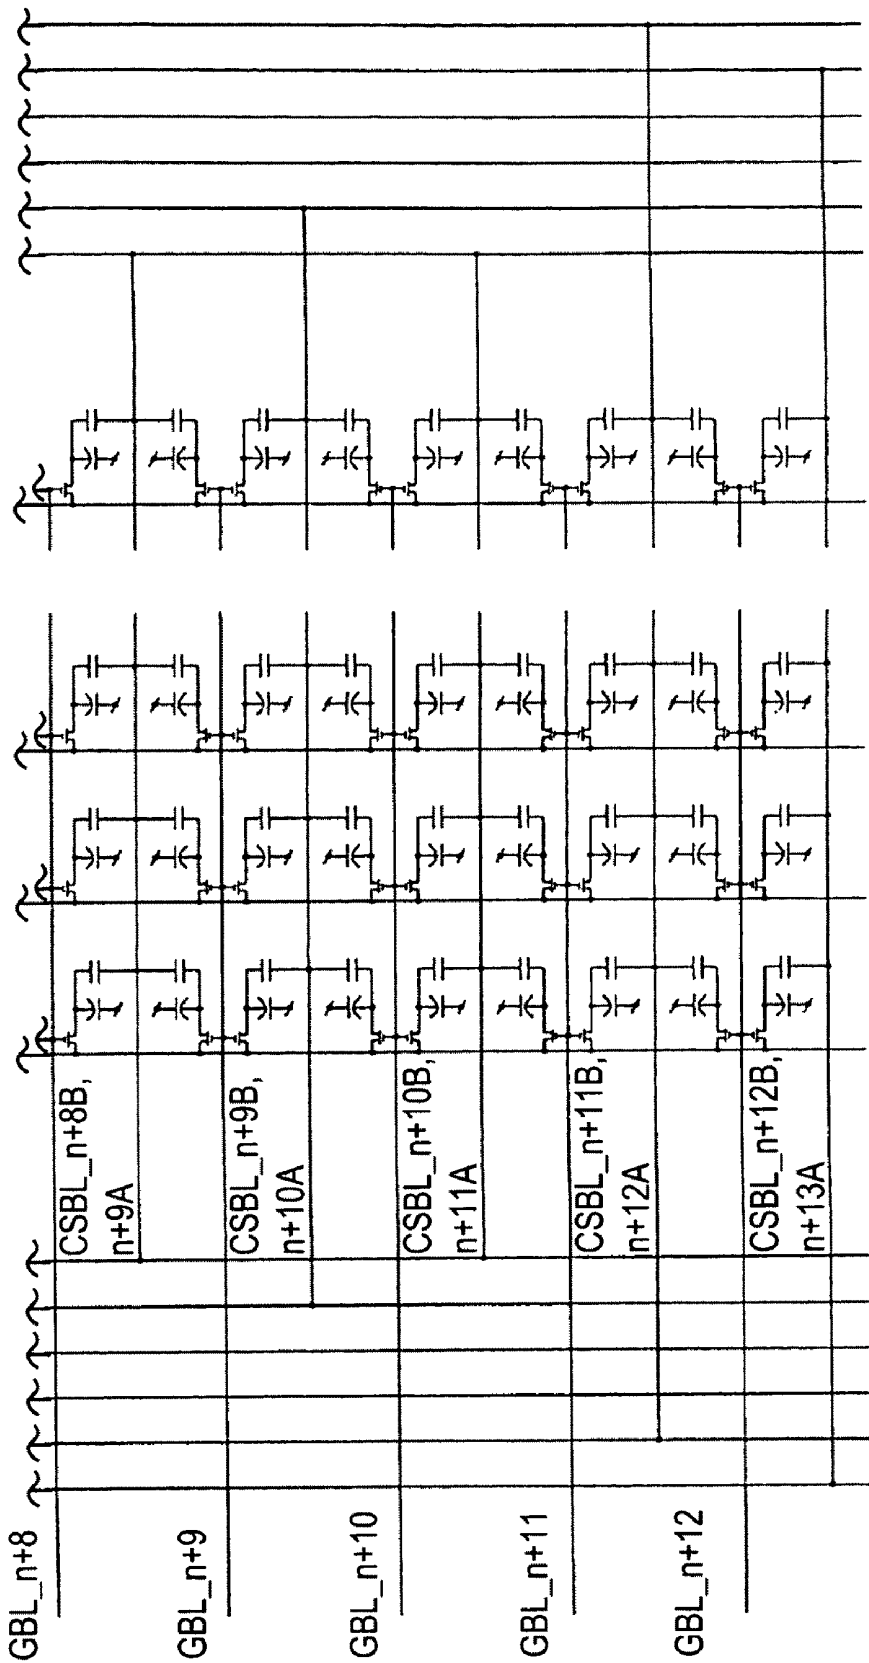 GBL_n+8
CSBL_n+8B,
n+9A
GBL_n+9
CSBL_n+9B,
n+10A
GBL_n+10
CSBL_n+10B,
n+11A
GBL_n+11
CSBL_n+11B,
n+12A
GBL_n+12
CSBL_n+12B,
n+13A